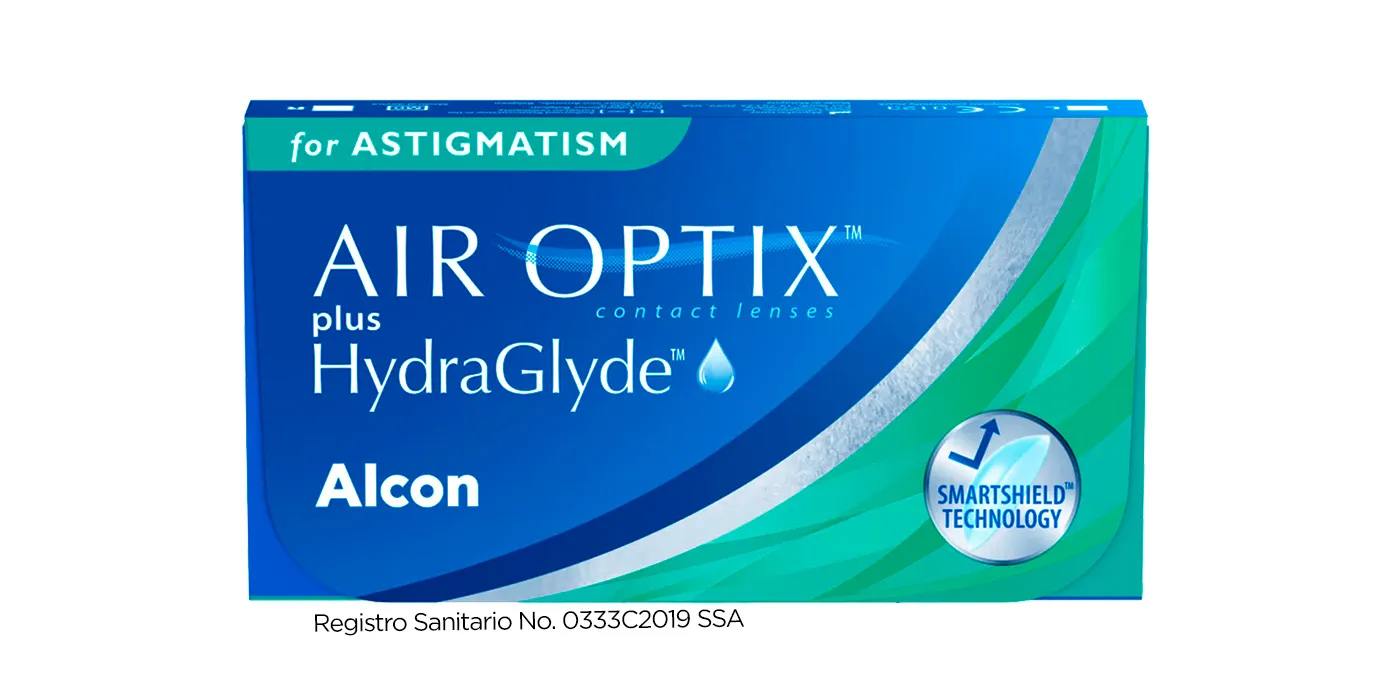 for ASTIGMATISM
AIR OPTIX™
contact lenses
plus
HydraGlyde™
Alcon
SMARTSHIELD™
TECHNOLOGY
Registro Sanitario No. 0333C2019 SSA